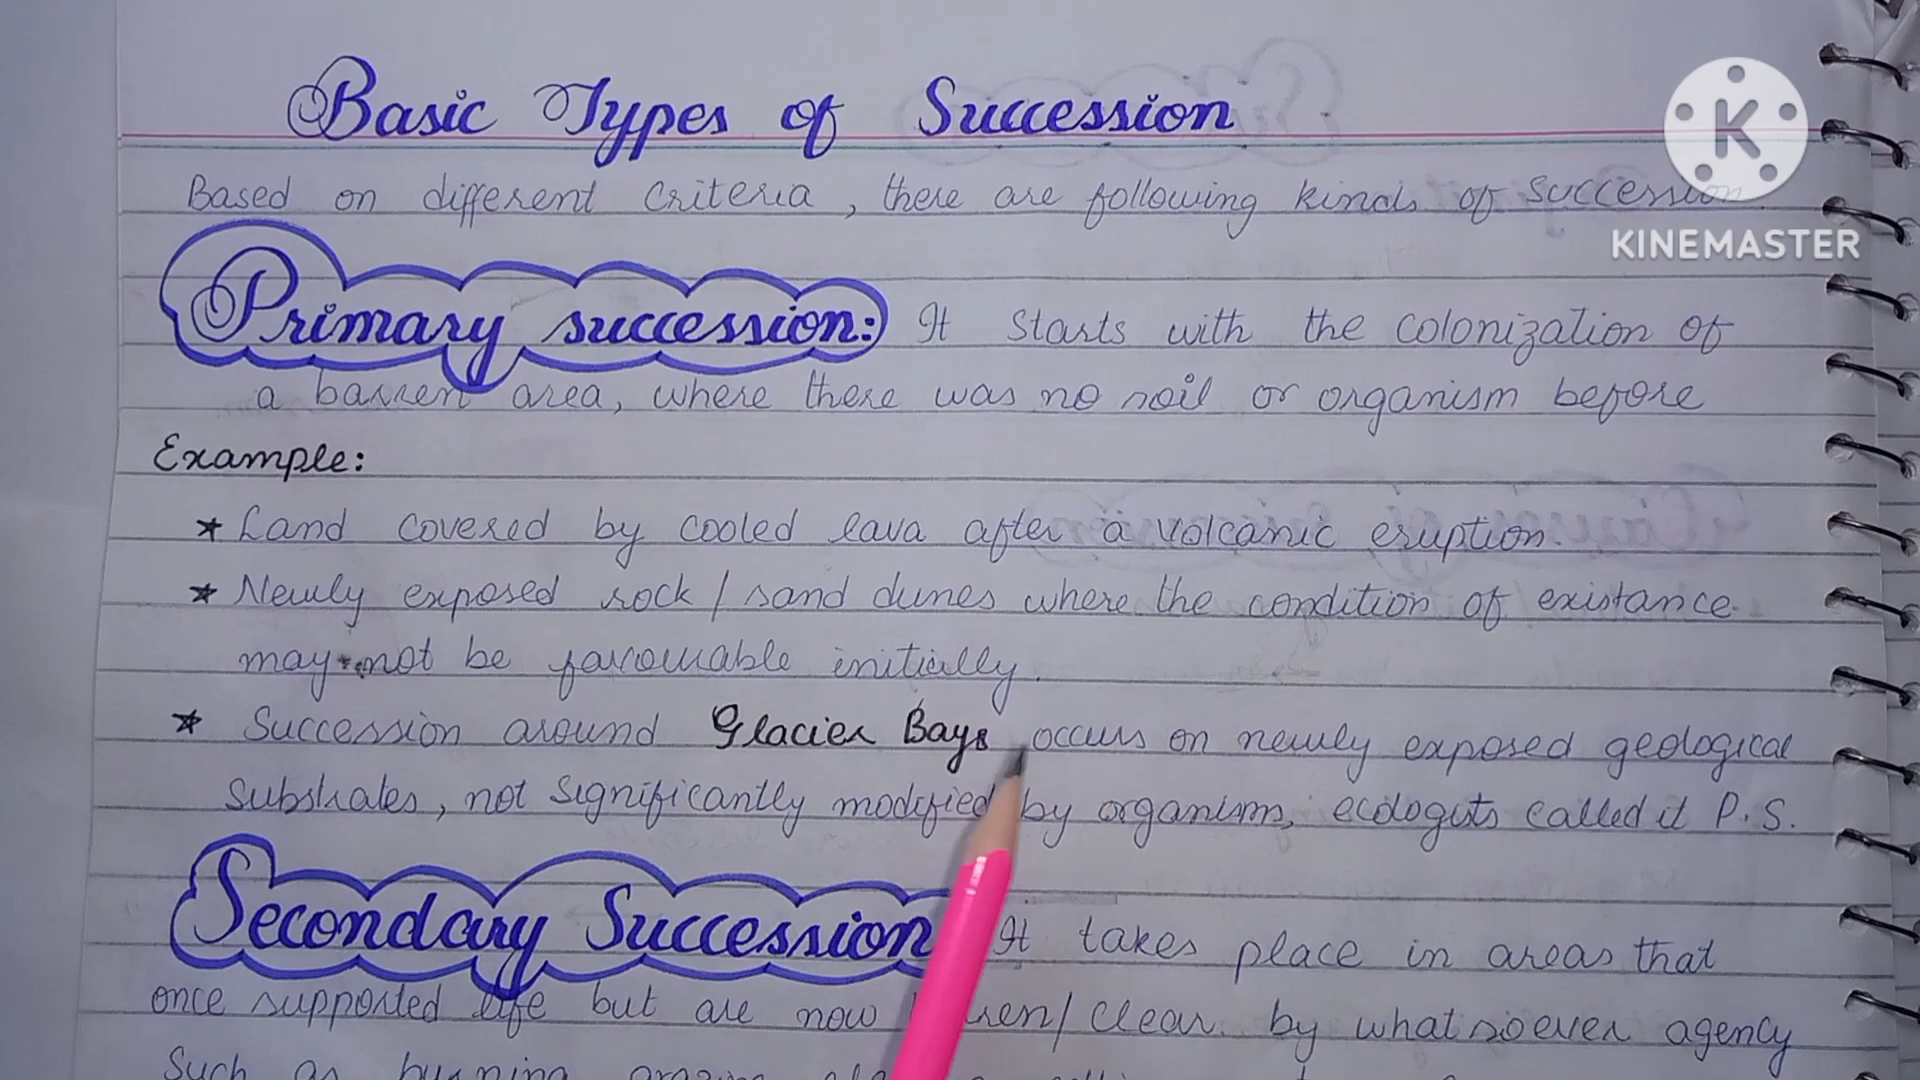 Basic Types of Succession
Based on different criteria, there are following kinds of succession.
Primary succession: It starts with the colonization of
a barren area, where there was no soil or organism before
Example:
★ Land covered by cooled lava after a volcanic eruption.
★ Newly exposed rock / sand dunes where the condition of existance
may not be favourable initially.
★ Succession around Glacier Bays occurs on newly exposed geological
substrates, not significantly modified by organism, ecologists called it P.S.
Secondary Succession It takes place in areas that
once supported life but are now / clear by whatsoever agency
Such as burning grazing
K
KINEMASTER